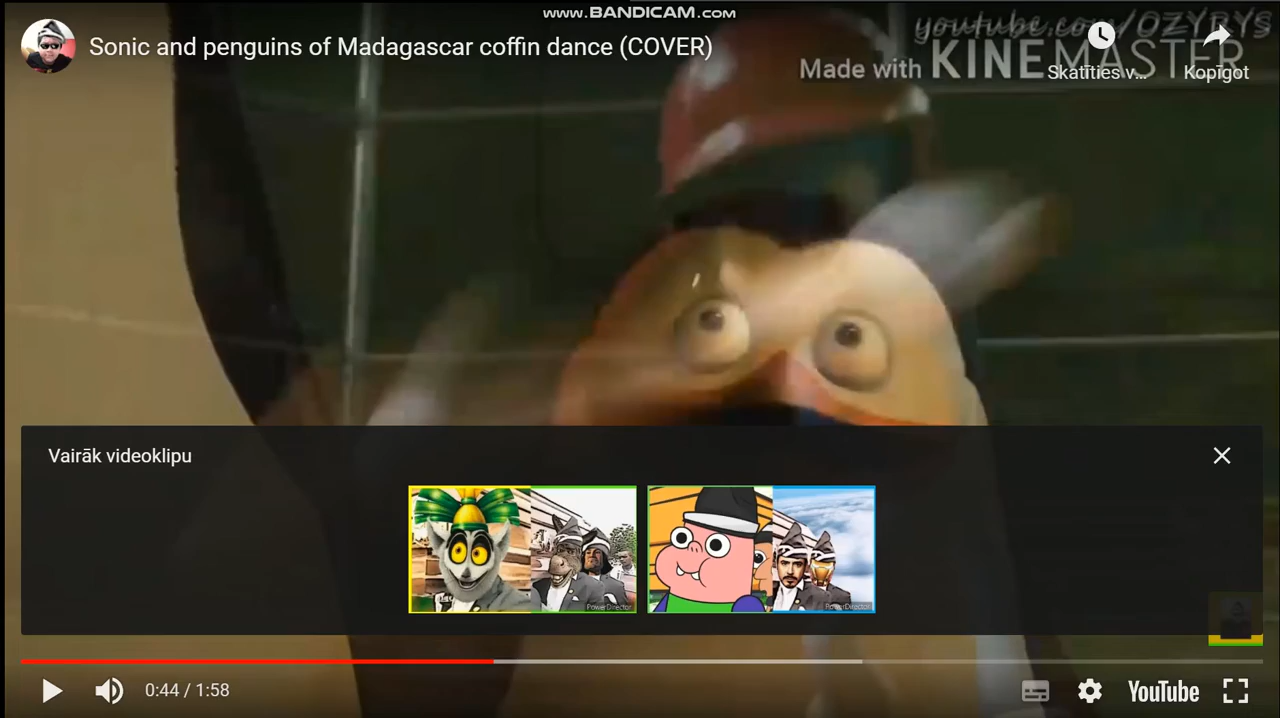 www.BANDICAM.com
Sonic and penguins of Madagascar coffin dance (COVER)
youtube.com/OZYRYS
Made with KINEMASTER
Skatīties v...
Kopīgot
Vairāk videoklipu
PowerDirector
PowerDirector
0:44 / 1:58
YouTube